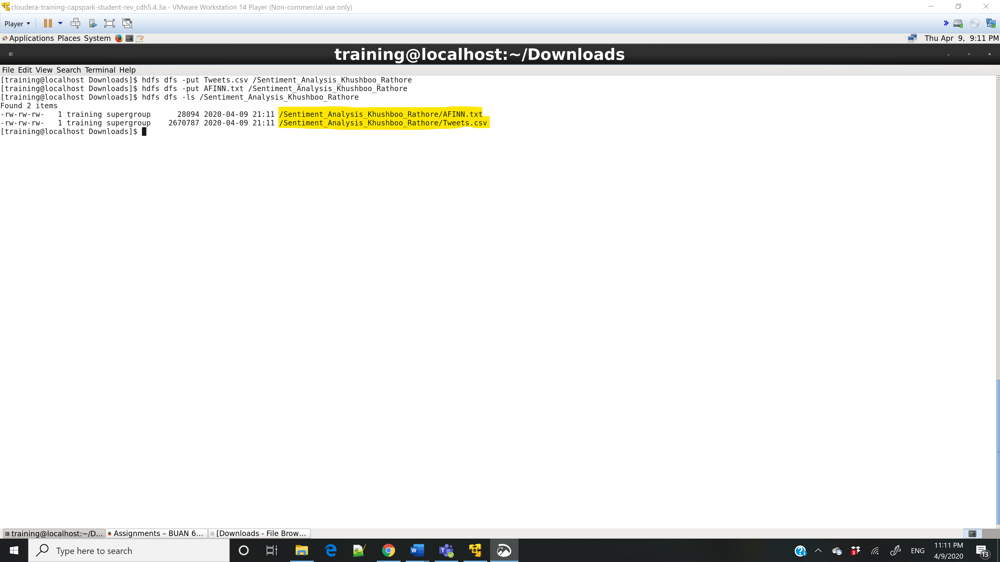 cloudera-training-capspark-student-rev_cdh5.4.3a - VMware Workstation 14 Player (Non-commercial use only)
Player
Applications Places System Thu Apr 9, 9:11 PM
training@localhost:~/Downloads
File Edit View Search Terminal Help
[training@localhost Downloads]$ hdfs dfs -put Tweets.csv /Sentiment_Analysis_Khushboo_Rathore
[training@localhost Downloads]$ hdfs dfs -put AFINN.txt /Sentiment_Analysis_Khushboo_Rathore
[training@localhost Downloads]$ hdfs dfs -ls /Sentiment_Analysis_Khushboo_Rathore
Found 2 items
-rw-rw-rw-   1 training supergroup      28094 2020-04-09 21:11 /Sentiment_Analysis_Khushboo_Rathore/AFINN.txt
-rw-rw-rw-   1 training supergroup    2670787 2020-04-09 21:11 /Sentiment_Analysis_Khushboo_Rathore/Tweets.csv
[training@localhost Downloads]$
training@localhost:~/D... Assignments – BUAN 6... [Downloads - File Brow...
Type here to search
3
ENG
11:11 PM
4/9/2020
13